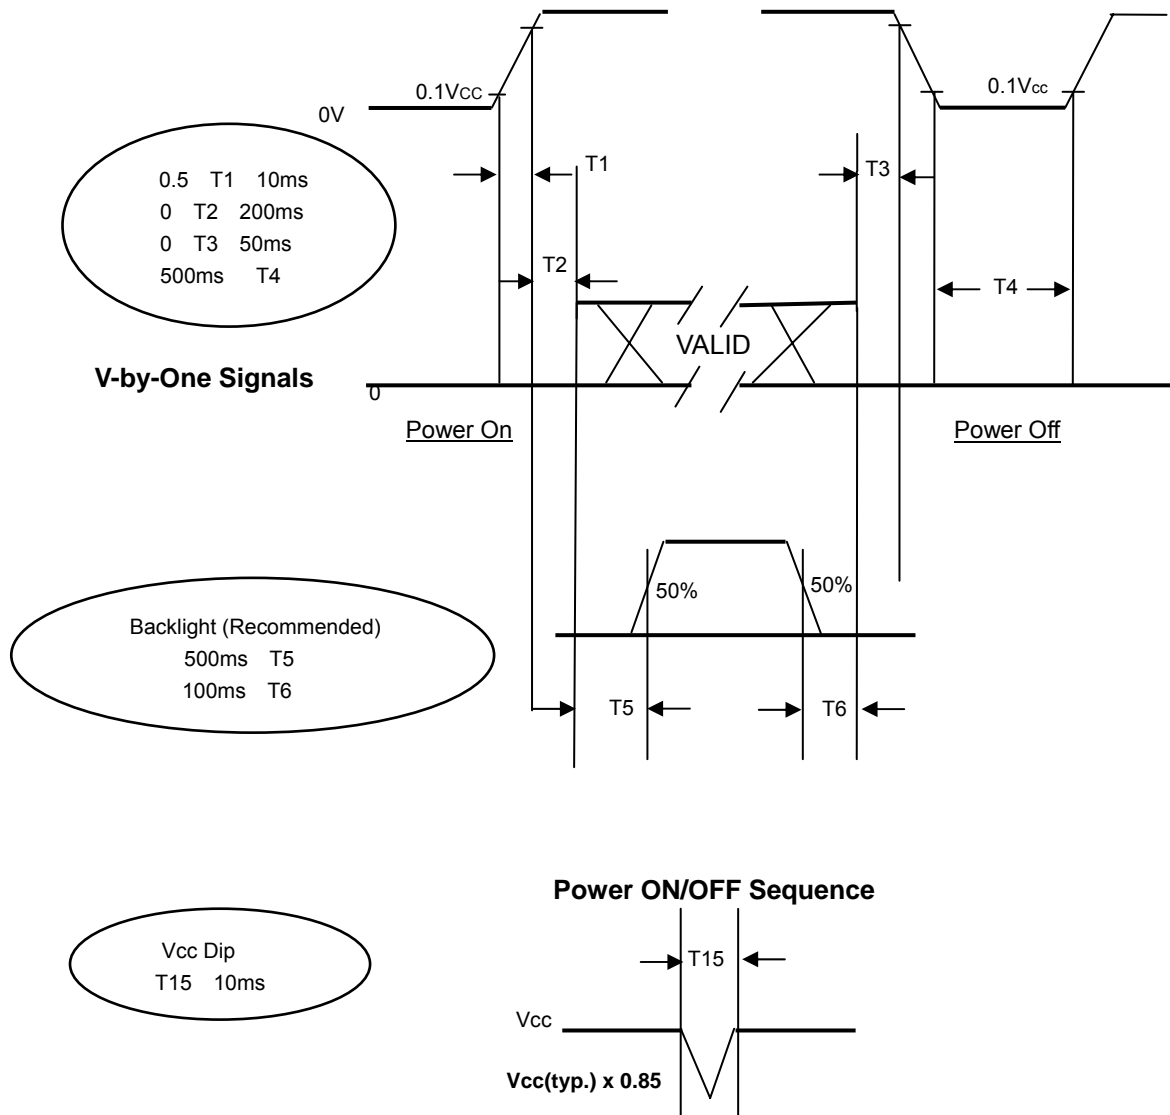 0.1VCC
0.1Vcc
0V
T1
T3
0.5 T1 10ms
0 T2 200ms
0 T3 50ms
500ms T4
T2
T4
VALID
V-by-One Signals
0
Power On
Power Off
50%
50%
Backlight (Recommended)
500ms T5
100ms T6
T5
T6
Power ON/OFF Sequence
Vcc Dip
T15 10ms
T15
Vcc
Vcc(typ.) x 0.85